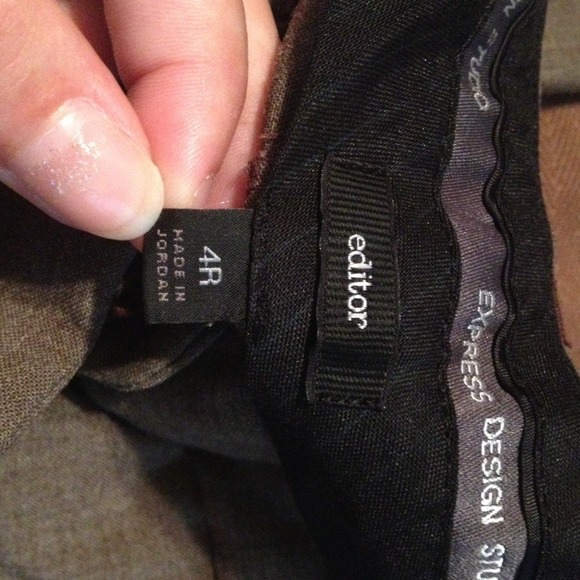 4R
MADE IN
JORDAN
editor
EXPRESS DESIGN